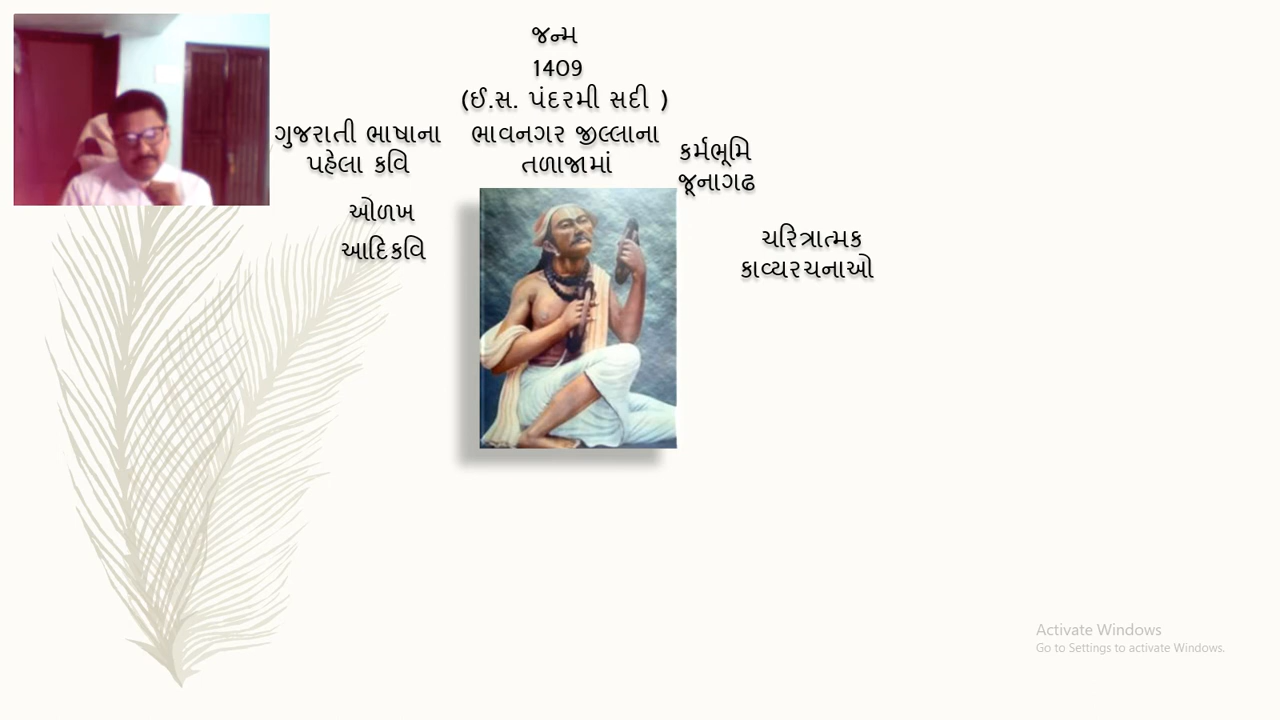 જન્મ
1409
(ઈ.સ. પંદરમી સદી )
ભાવનગર જીલ્લાના
તળાજામાં
ગુજરાતી ભાષાના
પહેલા કવિ
ઓળખ
આદિકવિ
કર્મભૂમિ
જૂનાગઢ
ચરિત્રાત્મક
કાવ્યરચનાઓ
Activate Windows
Go to Settings to activate Windows.